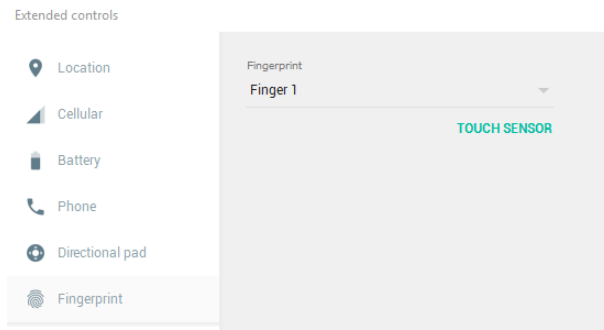 Extended controls
Location
Cellular
Battery
Phone
Directional pad
Fingerprint
Fingerprint
Finger 1
TOUCH SENSOR